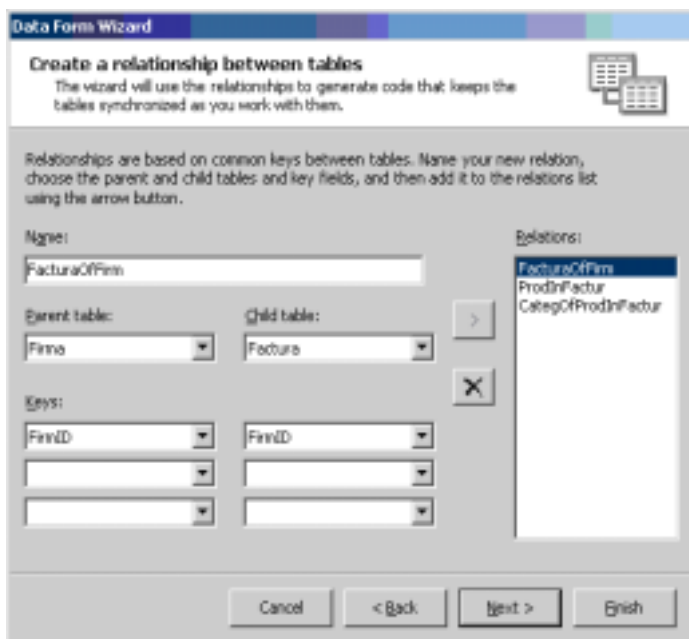 Data Form Wizard
Create a relationship between tables
The wizard will use the relationships to generate code that keeps the
tables synchronized as you work with them.
Relationships are based on common keys between tables. Name your new relation,
choose the parent and child tables and key fields, and then add it to the relations list
using the arrow button.
Name:
Relations:
FacturaOfFirm
FacturaOfFirm
ProdInFactur
CategOfProdInFactur
Parent table:
Child table:
>
Firma
Factura
Keys:
FirmID
FirmID
Cancel
< Back
Next >
Finish